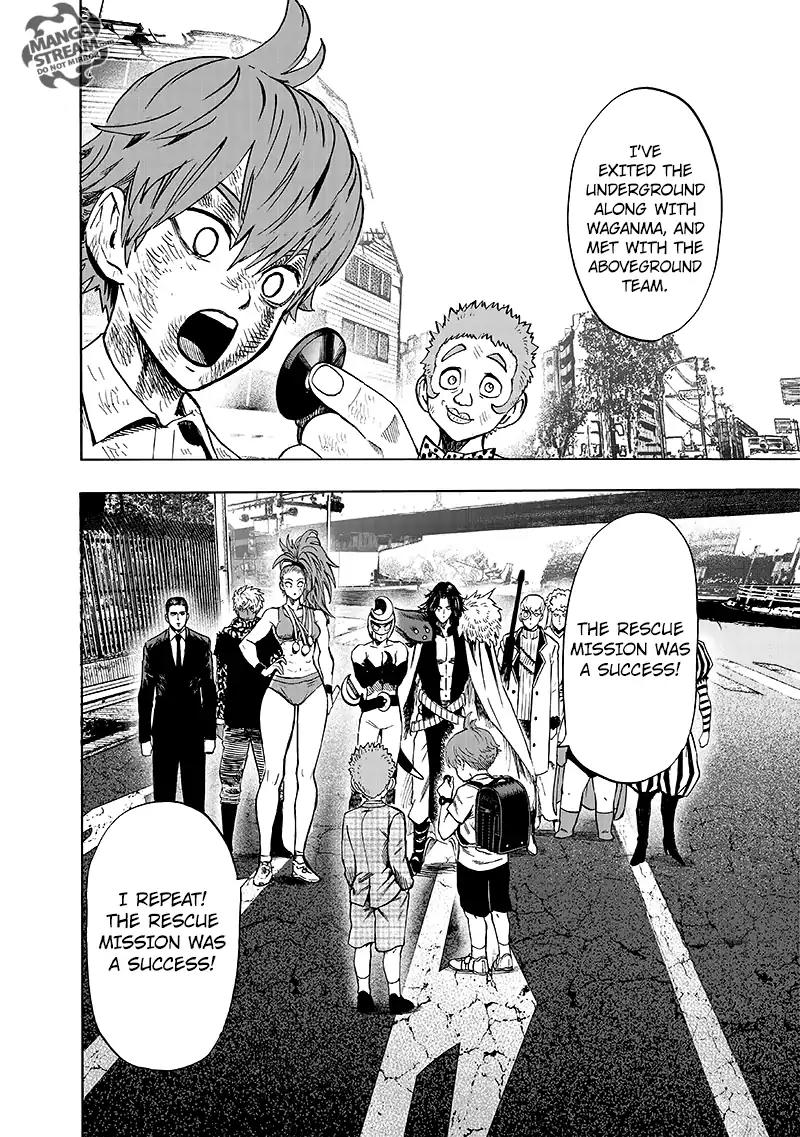 MANGA
STREAM.com
DO NOT MIRROR
I'VE
EXITED THE
UNDERGROUND
ALONG WITH
WAGANMA, AND
MET WITH THE
ABOVEGROUND
TEAM.
THE RESCUE
MISSION WAS
A SUCCESS!
I REPEAT!
THE RESCUE
MISSION WAS
A SUCCESS!